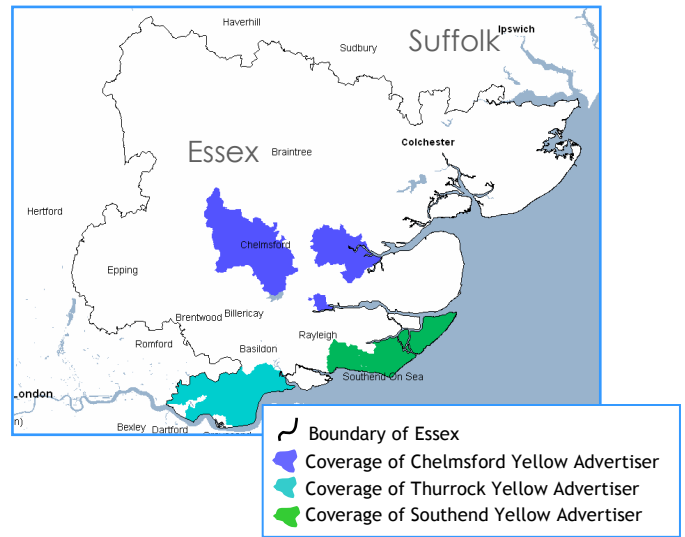 Haverhill
Suffolk
Ipswich
Sudbury
Colchester
Essex
Braintree
Hertford
Chelmsford
Epping
Brentwood
Billericay
Romford
Rayleigh
Basildon
Southend On Sea
London
n)
Bexley
Dartford
Boundary of Essex
Coverage of Chelmsford Yellow Advertiser
Coverage of Thurrock Yellow Advertiser
Coverage of Southend Yellow Advertiser